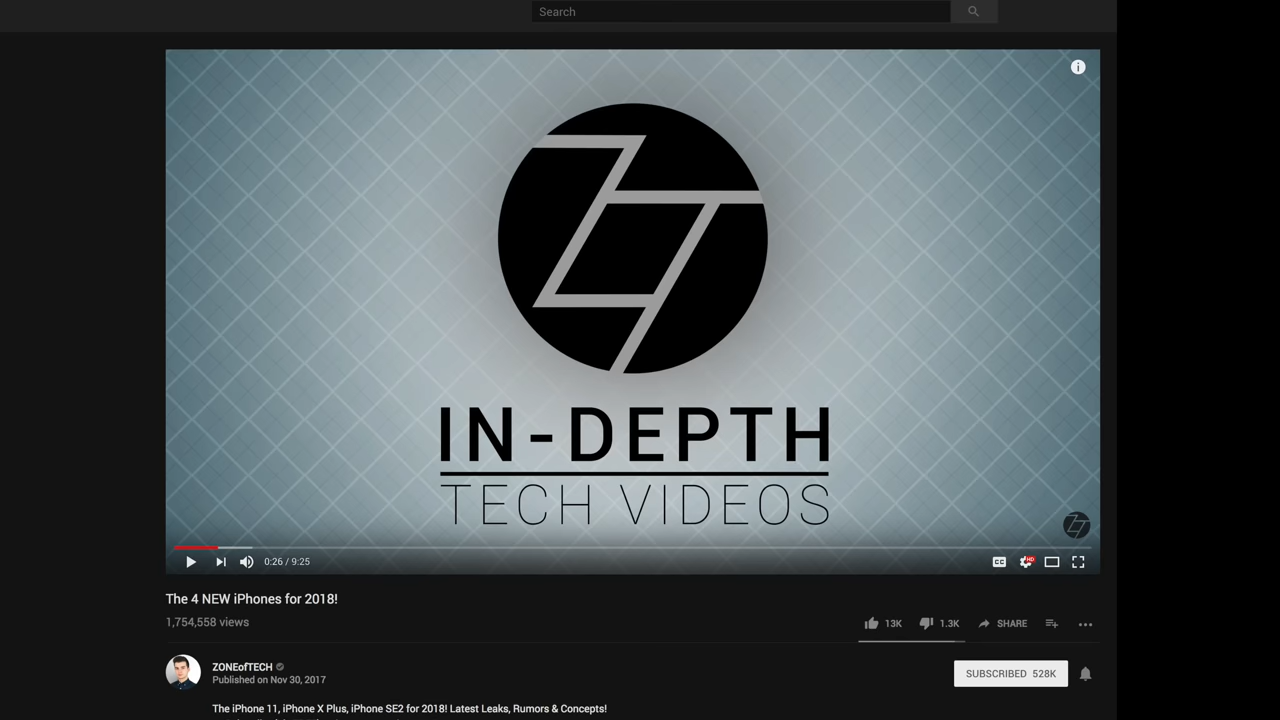 Search
IN-DEPTH
TECH VIDEOS
0:26 / 9:25
CC
HD
The 4 NEW iPhones for 2018!
1,754,558 views
13K
1.3K
SHARE
ZONEofTECH
SUBSCRIBED 528K
Published on Nov 30, 2017
The iPhone 11, iPhone X Plus, iPhone SE2 for 2018! Latest Leaks, Rumors & Concepts!